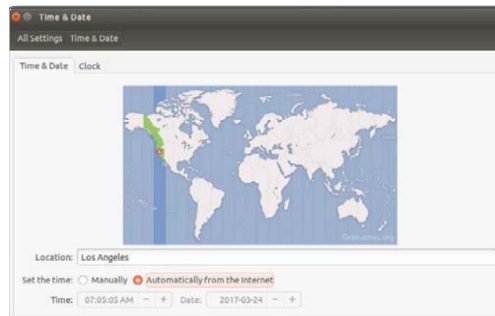 Time & Date
All Settings Time & Date
Time & Date Clock
Geonames.org
Location: Los Angeles
Set the time: Manually Automatically from the Internet
Time: 07:05:05 AM − + Date: 2017-03-24 − +